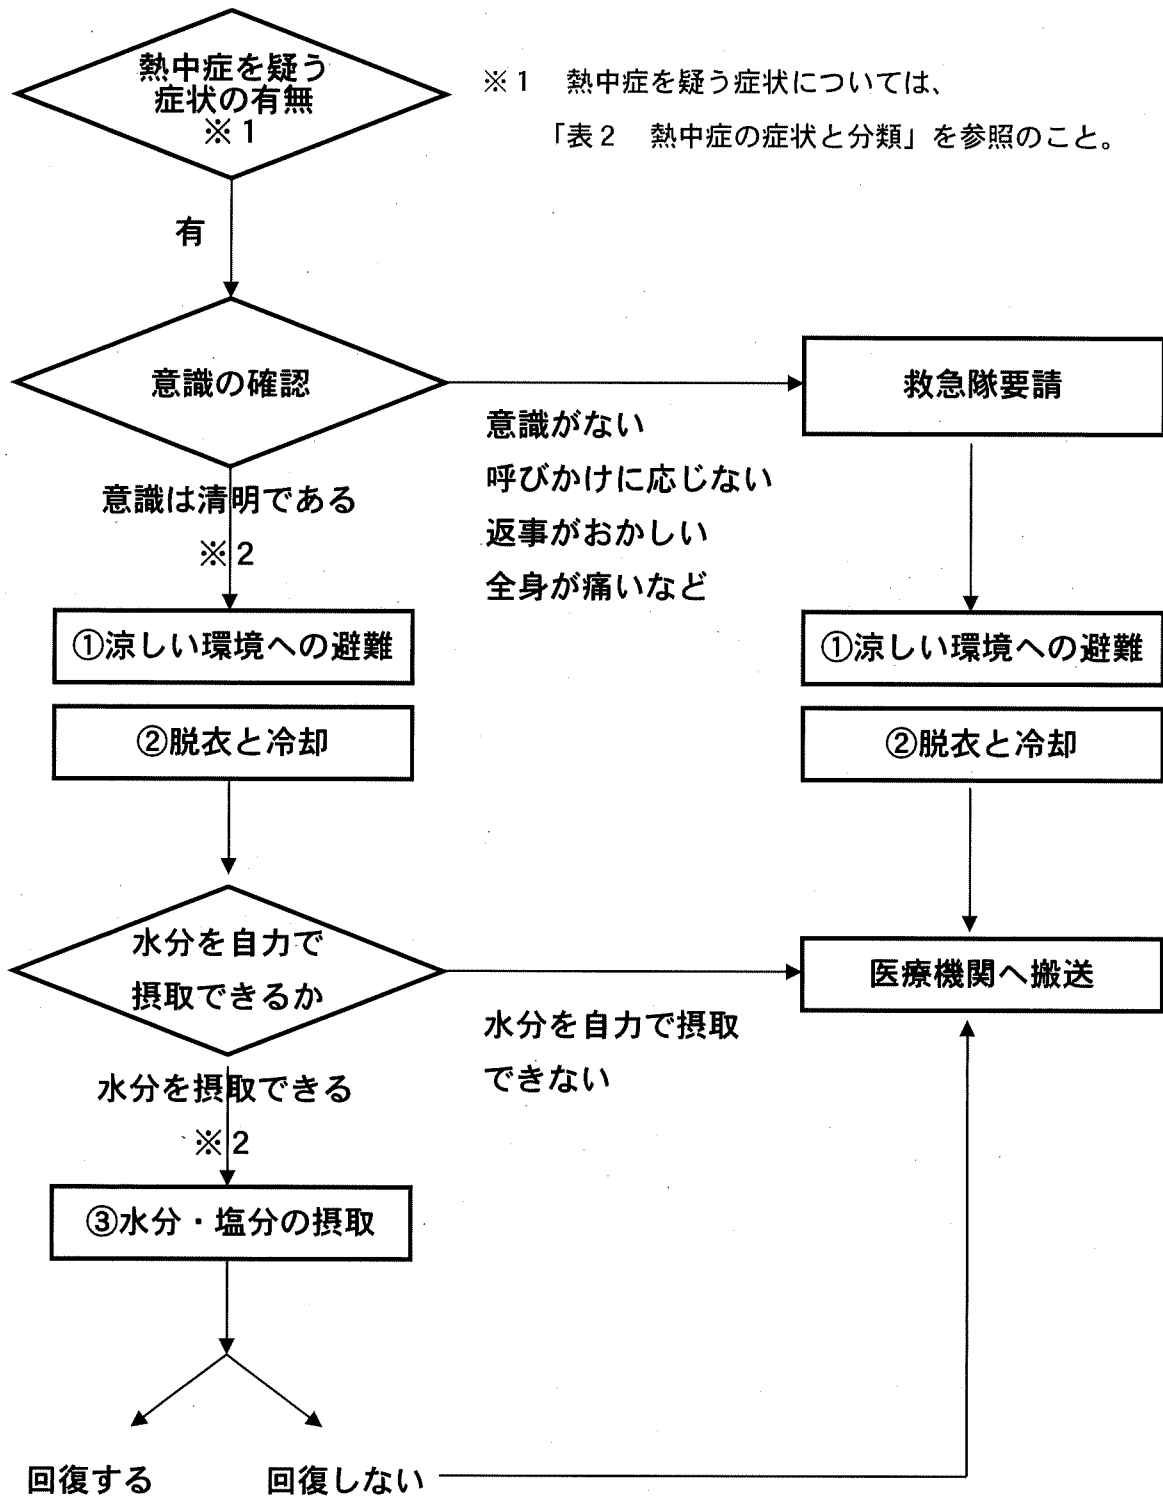 熱中症を疑う
症状の有無
※1
※1　熱中症を疑う症状については、
「表2　熱中症の症状と分類」を参照のこと。
有
意識の確認
救急隊要請
意識がない
呼びかけに応じない
返事がおかしい
全身が痛いなど
意識は清明である
※2
①涼しい環境への避難
①涼しい環境への避難
②脱衣と冷却
②脱衣と冷却
水分を自力で
摂取できるか
医療機関へ搬送
水分を自力で摂取
できない
水分を摂取できる
※2
③水分・塩分の摂取
回復する
回復しない